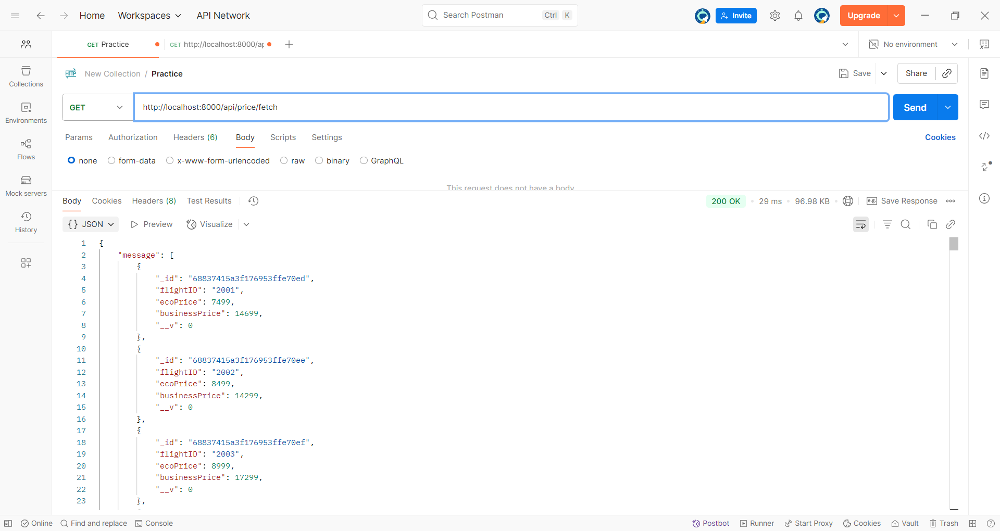 Home Workspaces API Network Search Postman Ctrl K Invite Upgrade
GET Practice GET http://localhost:8000/ap No environment
New Collection / Practice Save Share
GET http://localhost:8000/api/price/fetch Send
Params Authorization Headers (6) Body Scripts Settings Cookies
none form-data x-www-form-urlencoded raw binary GraphQL
This request does not have a body
Body Cookies Headers (8) Test Results 200 OK 29 ms 96.98 KB e.g. Save Response
{} JSON Preview Visualize
1 {
2 "message": [
3 {
4 "_id": "68837415a3f176953ffe70ed",
5 "flightID": "2001",
6 "ecoPrice": 7499,
7 "businessPrice": 14699,
8 "__v": 0
9 },
10 {
11 "_id": "68837415a3f176953ffe70ee",
12 "flightID": "2002",
13 "ecoPrice": 8499,
14 "businessPrice": 14299,
15 "__v": 0
16 },
17 {
18 "_id": "68837415a3f176953ffe70ef",
19 "flightID": "2003",
20 "ecoPrice": 8999,
21 "businessPrice": 17299,
22 "__v": 0
23 },
Collections
Environments
Flows
Mock servers
History
HTTP
Online Find and replace Console Postbot Runner Start Proxy Cookies Vault Trash